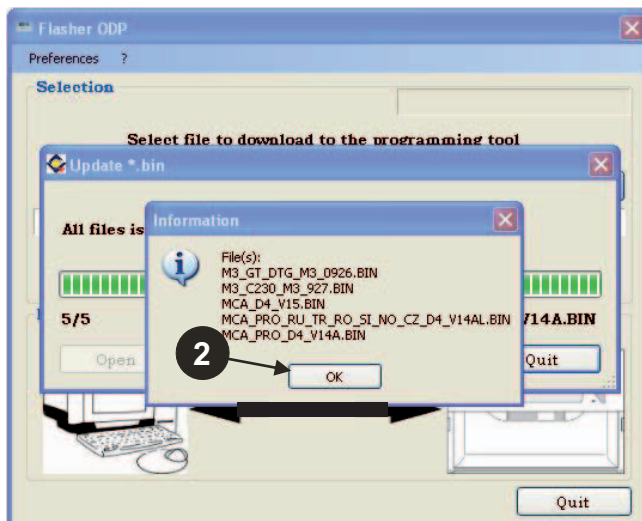 Flasher ODP
Preferences ?
Selection
Select file to download to the programming tool
Update *.bin
All files is
Information
File(s):
M3_GT_DTG_M3_0926.BIN
M3_C230_M3_927.BIN
MCA_D4_V15.BIN
MCA_PRO_RU_TR_RO_SI_NO_CZ_D4_V14AL.BIN
MCA_PRO_D4_V14A.BIN
5/5
V14A.BIN
2
Open
OK
Quit
Quit